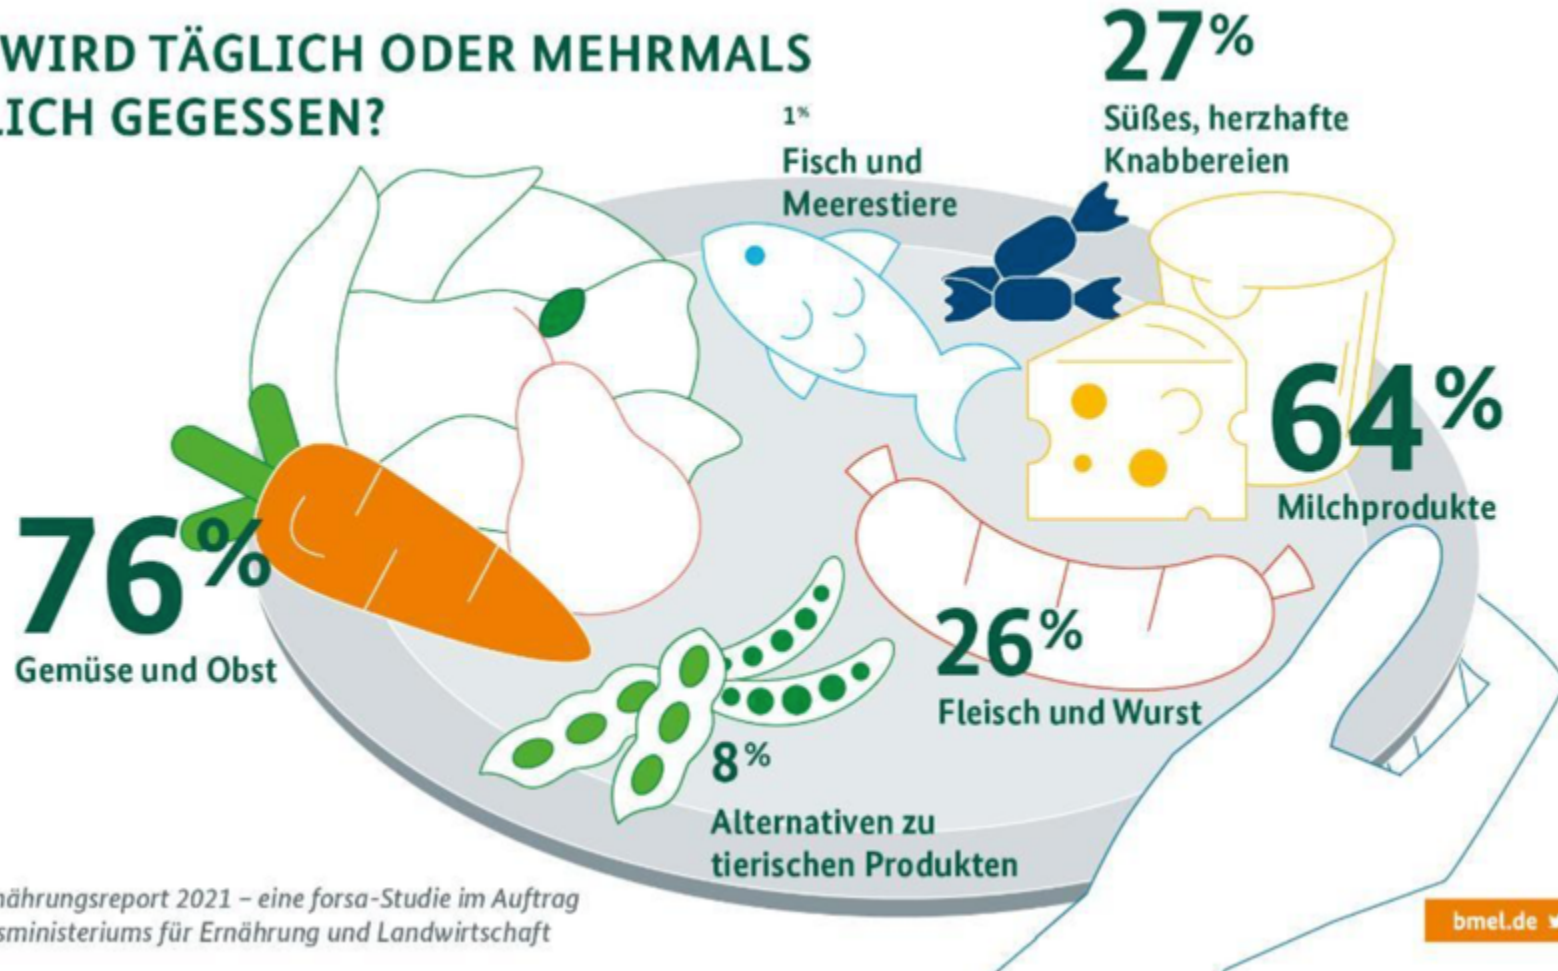 WIRD TÄGLICH ODER MEHRMALS
LICH GEGESSEN?
1%
Fisch und
Meerestiere
27%
Süßes, herzhafte
Knabbereien
64%
Milchprodukte
76%
Gemüse und Obst
26%
Fleisch und Wurst
8%
Alternativen zu
tierischen Produkten
nährungsreport 2021 – eine forsa-Studie im Auftrag
sministeriums für Ernährung und Landwirtschaft
bmel.de